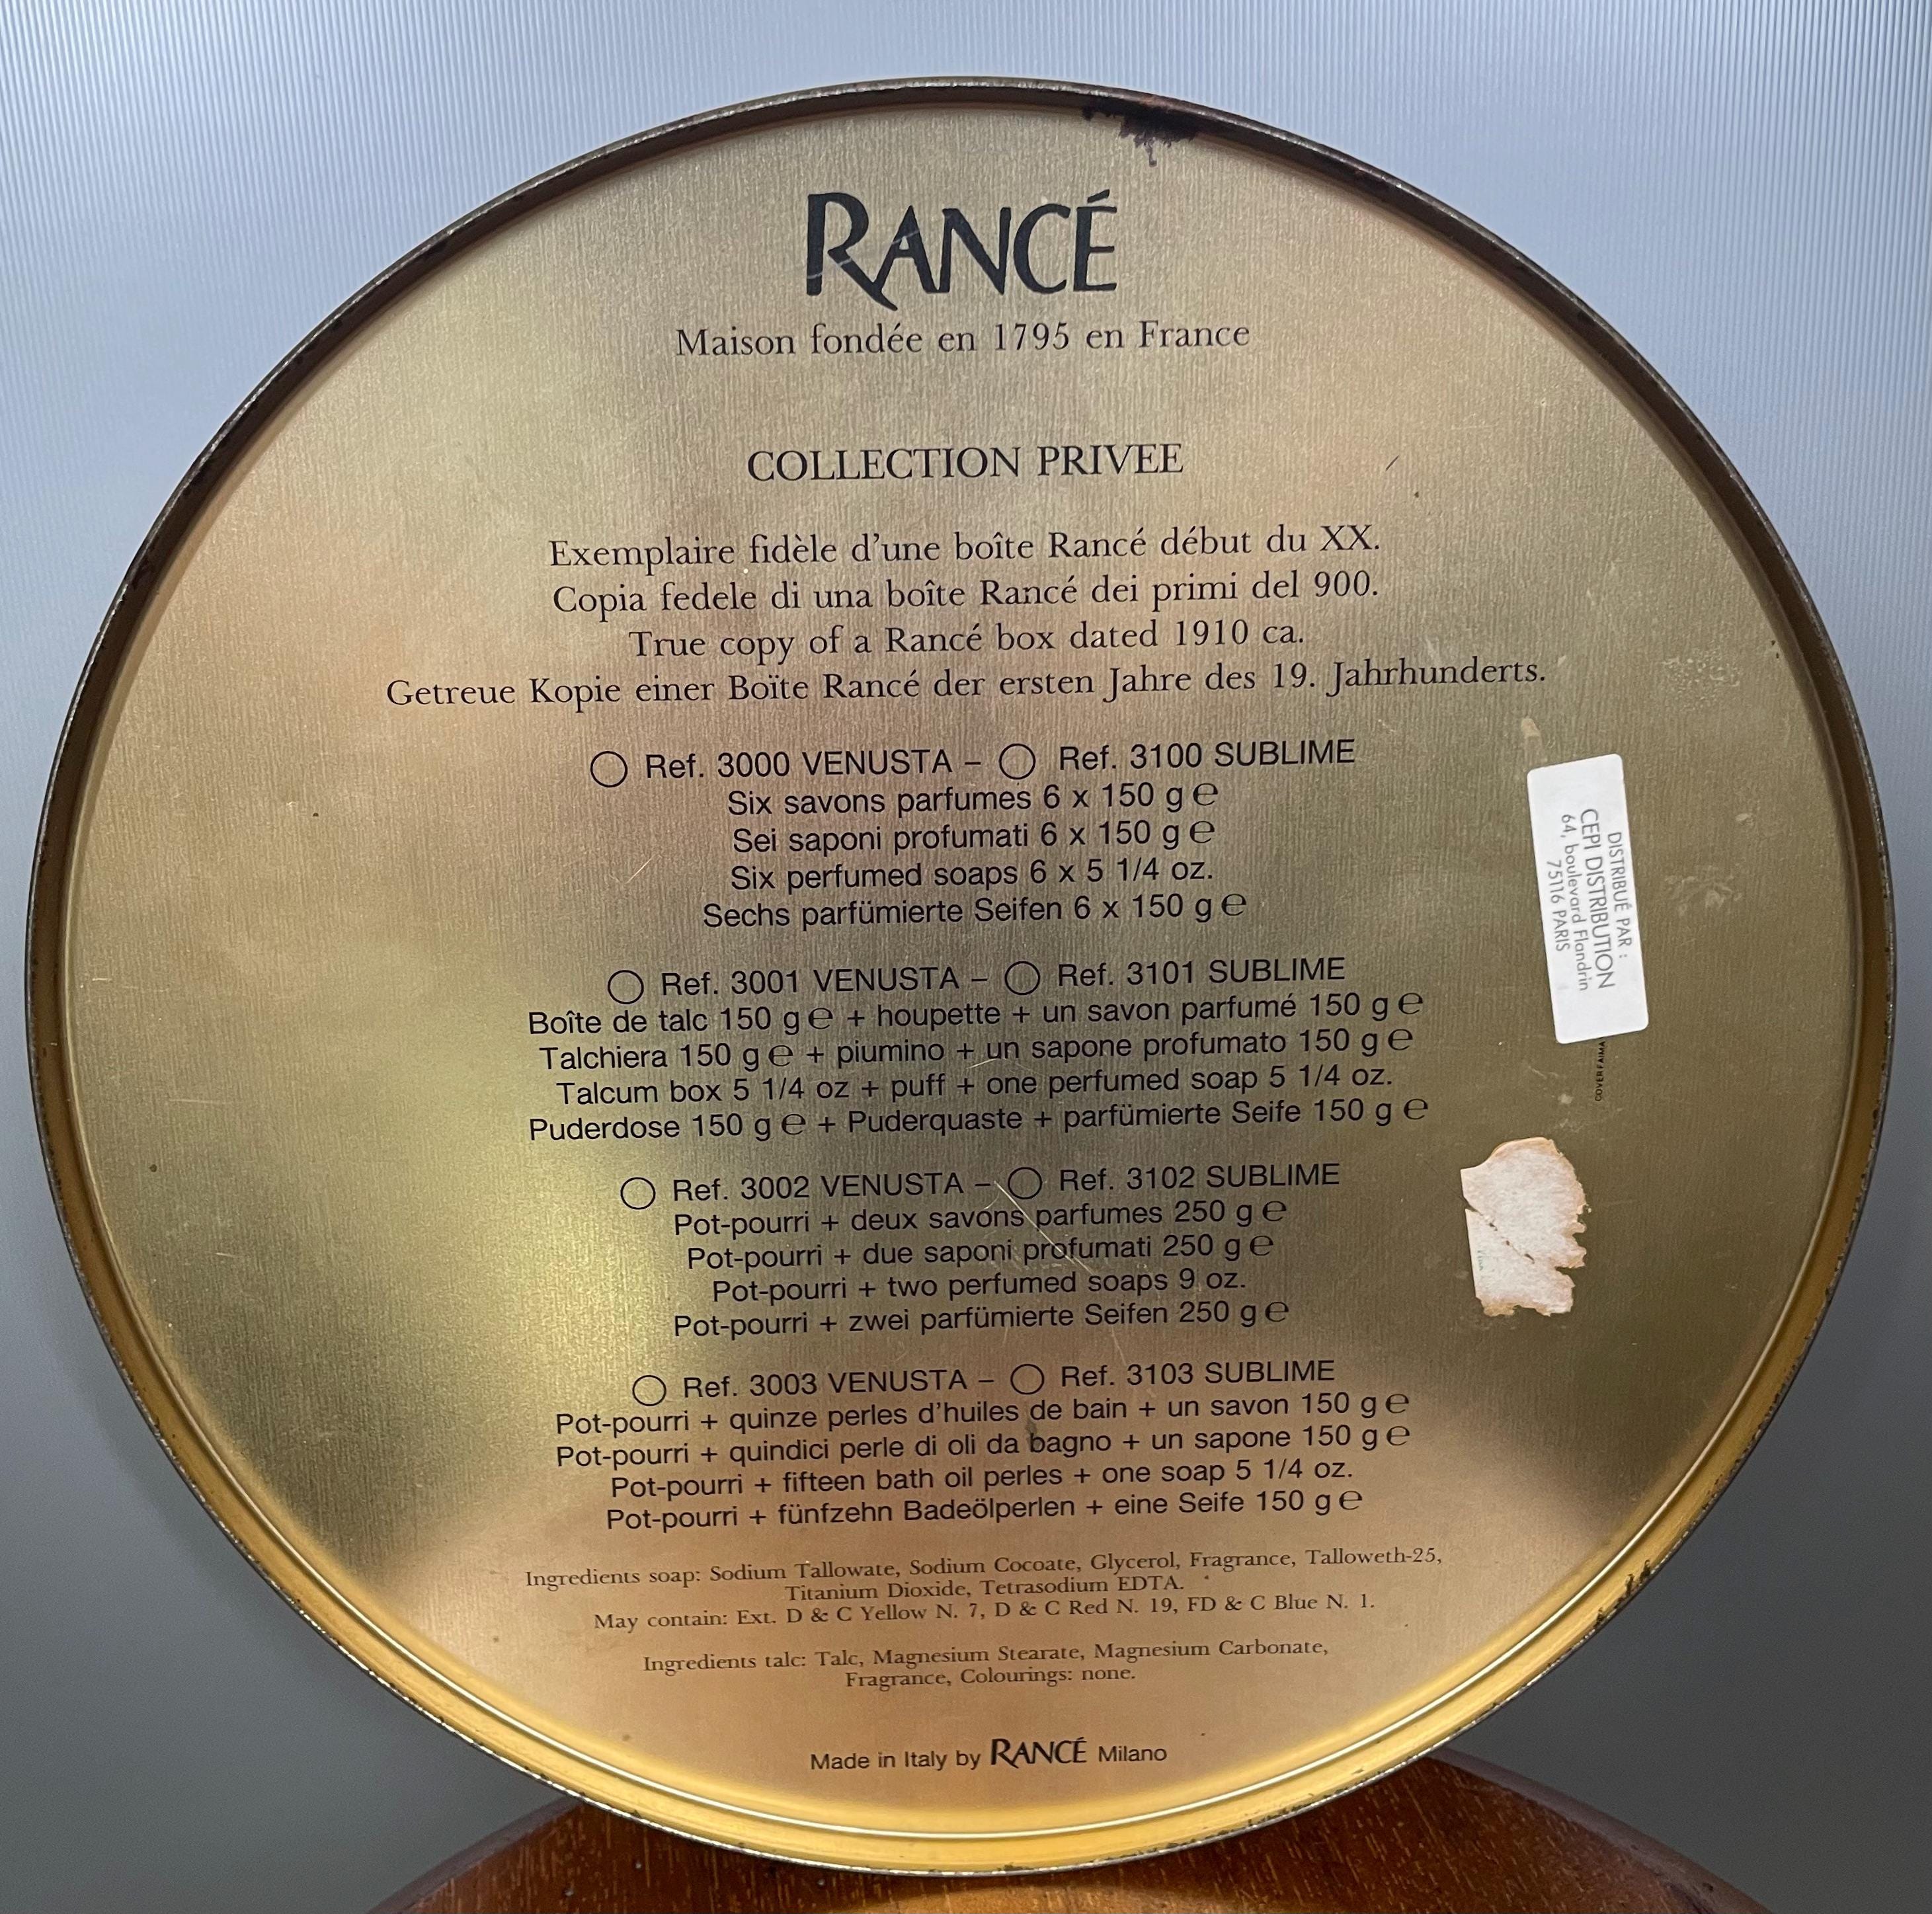 RANCÉ
Maison fondée en 1795 en France
COLLECTION PRIVEE
Exemplaire fidèle d'une boîte Rancé début du XX.
Copia fedele di una boîte Rancé dei primi del 900.
True copy of a Rancé box dated 1910 ca.
Getreue Kopie einer Boïte Rancé der ersten Jahre des 19. Jahrhunderts.
Ref. 3000 VENUSTA – Ref. 3100 SUBLIME
Six savons parfumes 6 x 150 g ℮
Sei saponi profumati 6 x 150 g ℮
Six perfumed soaps 6 x 5 1/4 oz.
Sechs parfümierte Seifen 6 x 150 g ℮
Ref. 3001 VENUSTA – Ref. 3101 SUBLIME
Boîte de talc 150 g ℮ + houpette + un savon parfumé 150 g ℮
Talchiera 150 g ℮ + piumino + un sapone profumato 150 g ℮
Talcum box 5 1/4 oz + puff + one perfumed soap 5 1/4 oz.
Puderdose 150 g ℮ + Puderquaste + parfümierte Seife 150 g ℮
Ref. 3002 VENUSTA – Ref. 3102 SUBLIME
Pot-pourri + deux savons parfumes 250 g ℮
Pot-pourri + due saponi profumati 250 g ℮
Pot-pourri + two perfumed soaps 9 oz.
Pot-pourri + zwei parfümierte Seifen 250 g ℮
Ref. 3003 VENUSTA – Ref. 3103 SUBLIME
Pot-pourri + quinze perles d'huiles de bain + un savon 150 g ℮
Pot-pourri + quindici perle di oli da bagno + un sapone 150 g ℮
Pot-pourri + fifteen bath oil perles + one soap 5 1/4 oz.
Pot-pourri + fünfzehn Badeölperlen + eine Seife 150 g ℮
Ingredients soap: Sodium Tallowate, Sodium Cocoate, Glycerol, Fragrance, Talloweth-25,
Titanium Dioxide, Tetrasodium EDTA.
May contain: Ext. D & C Yellow N. 7, D & C Red N. 19, FD & C Blue N. 1.
Ingredients talc: Talc, Magnesium Stearate, Magnesium Carbonate,
Fragrance, Colourings: none.
Made in Italy by RANCÉ Milano
DISTRIBUÉ PAR :
CEPI DISTRIBUTION
64, boulevard Flandrin
75116 PARIS